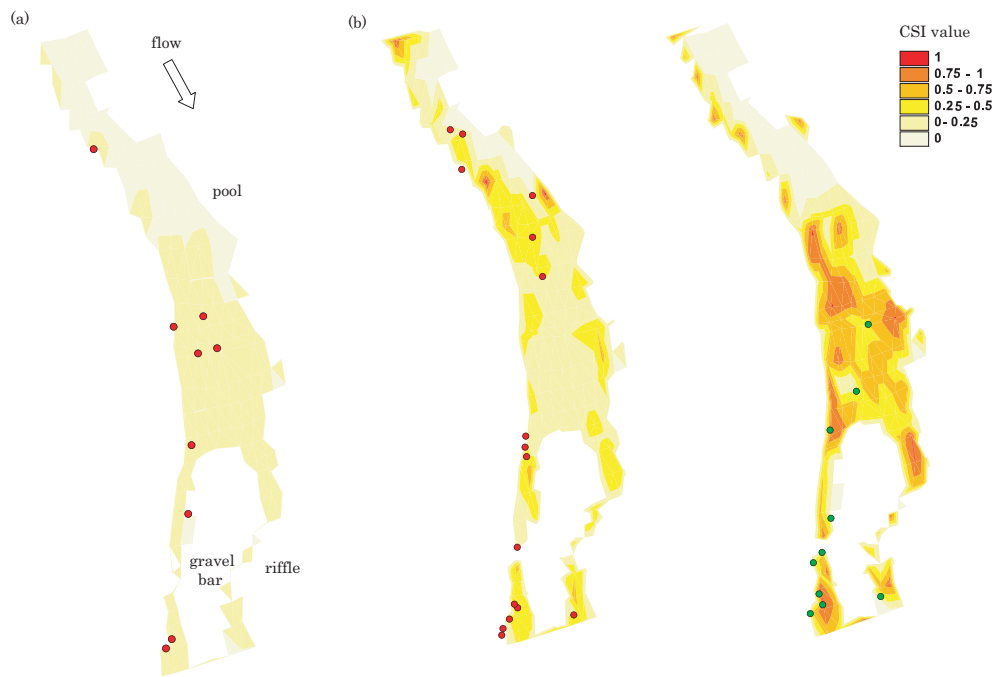 (a)
(b)
flow
CSI value
1
0.75 - 1
0.5 - 0.75
0.25 - 0.5
0- 0.25
0
pool
gravel
bar
riffle